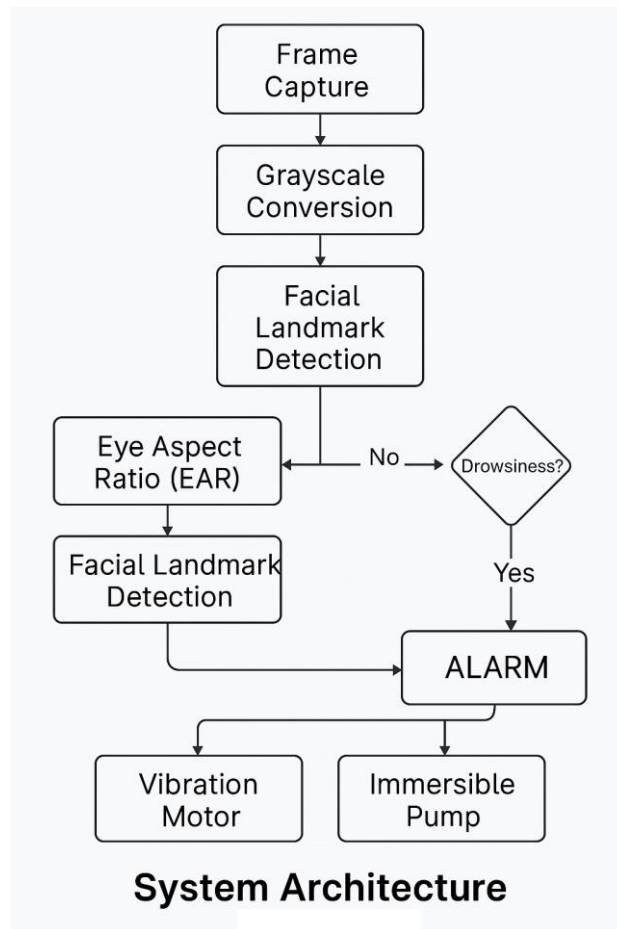 Frame
Capture
Grayscale
Conversion
Facial
Landmark
Detection
Eye Aspect
Ratio (EAR)
No
Drowsiness?
Facial Landmark
Detection
Yes
ALARM
Vibration
Motor
Immersible
Pump
System Architecture